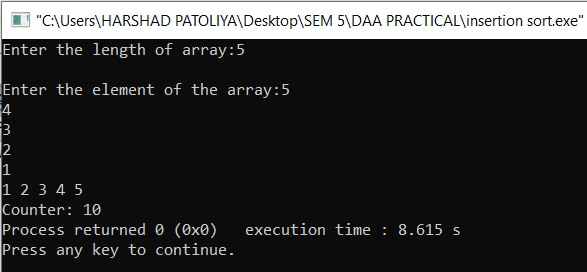 "C:\Users\HARSHAD PATOLIYA\Desktop\SEM 5\DAA PRACTICAL\insertion sort.exe"
Enter the length of array:5
Enter the element of the array:5
4
3
2
1
1 2 3 4 5
Counter: 10
Process returned 0 (0x0)   execution time : 8.615 s
Press any key to continue.